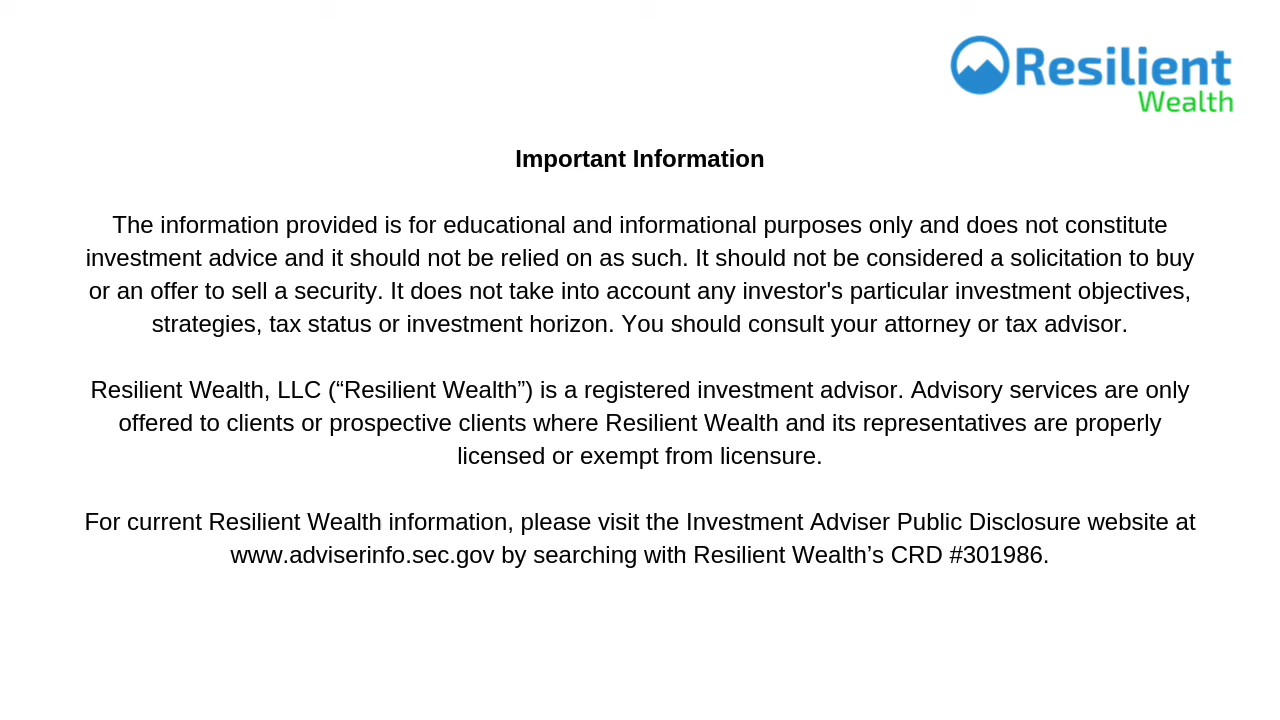 Resilient
Wealth
Important Information
The information provided is for educational and informational purposes only and does not constitute
investment advice and it should not be relied on as such. It should not be considered a solicitation to buy
or an offer to sell a security. It does not take into account any investor's particular investment objectives,
strategies, tax status or investment horizon. You should consult your attorney or tax advisor.
Resilient Wealth, LLC (“Resilient Wealth”) is a registered investment advisor. Advisory services are only
offered to clients or prospective clients where Resilient Wealth and its representatives are properly
licensed or exempt from licensure.
For current Resilient Wealth information, please visit the Investment Adviser Public Disclosure website at
www.adviserinfo.sec.gov by searching with Resilient Wealth’s CRD #301986.